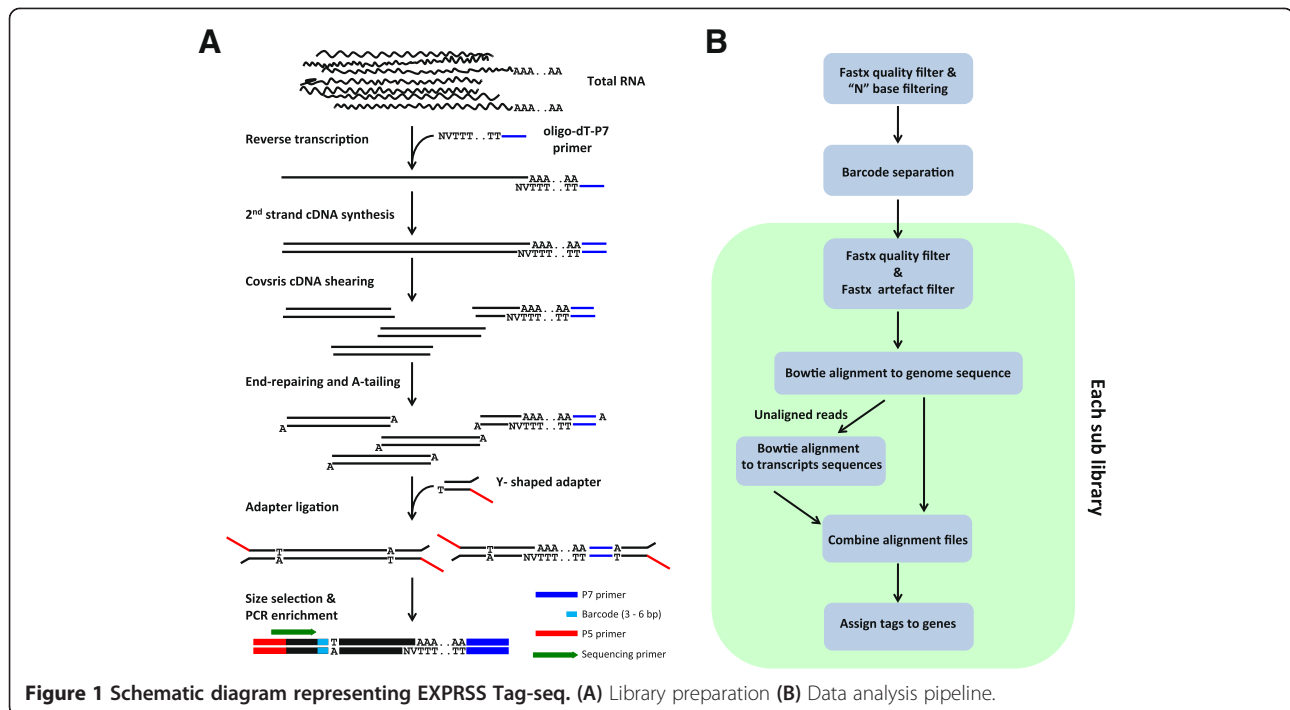 A
AAA..AA
Total RNA
AAA..AA
Reverse transcription
NVTTT..TT
oligo-dT-P7
primer
AAA..AA
NVTTT..TT
2nd strand cDNA synthesis
AAA..AA
NVTTT..TT
Covsris cDNA shearing
AAA..AA
NVTTT..TT
End-repairing and A-tailing
A
A
AAA..AA
A
A
NVTTT..TT
A
A
A
A
Y- shaped adapter
T
Adapter ligation
T
A
A
T
T
AAA..AA
A
A
NVTTT..TT
T
Size selection &
PCR enrichment
P7 primer
Barcode (3 - 6 bp)
P5 primer
Sequencing primer
T
AAA..AA
A
NVTTT..TT
B
Fastx quality filter &
"N" base filtering
Barcode separation
Fastx quality filter
&
Fastx artefact filter
Bowtie alignment to genome sequence
Unaligned reads
Bowtie alignment
to transcripts sequences
Combine alignment files
Assign tags to genes
Each sub library
Figure 1 Schematic diagram representing EXPRSS Tag-seq. (A) Library preparation (B) Data analysis pipeline.